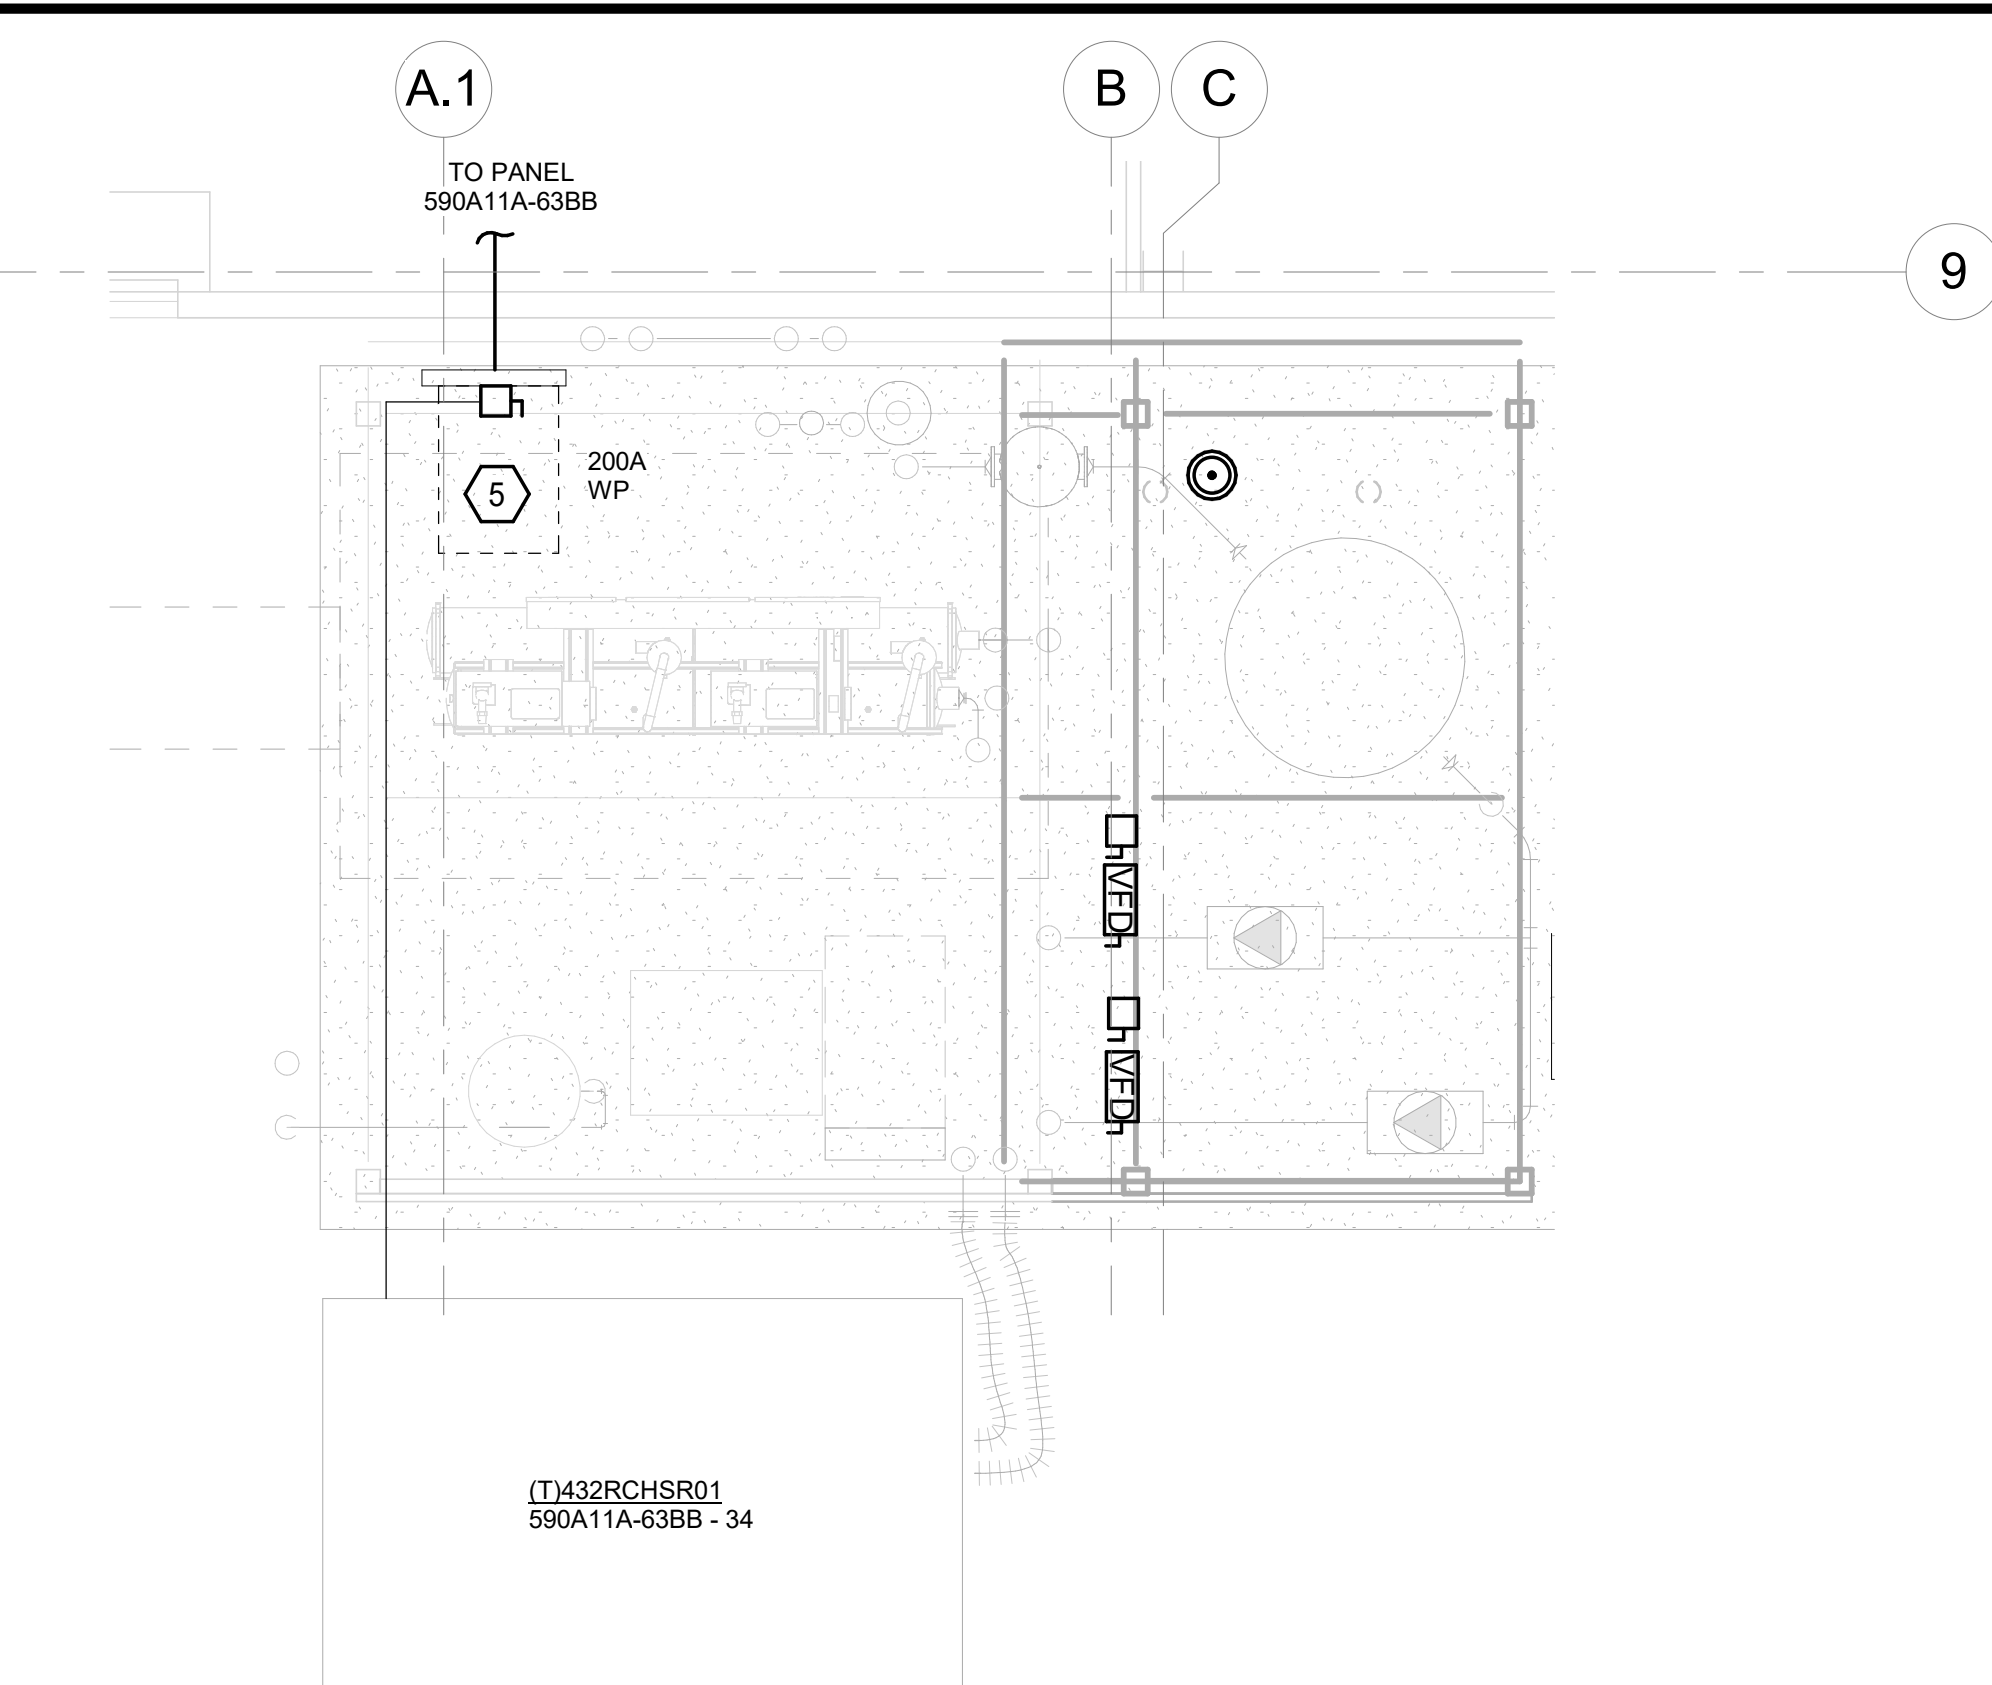 A.1
B
C
TO PANEL
590A11A-63BB
9
200A
WP
5
VFD
VFD
(T)432RCHSR01
590A11A-63BB - 34